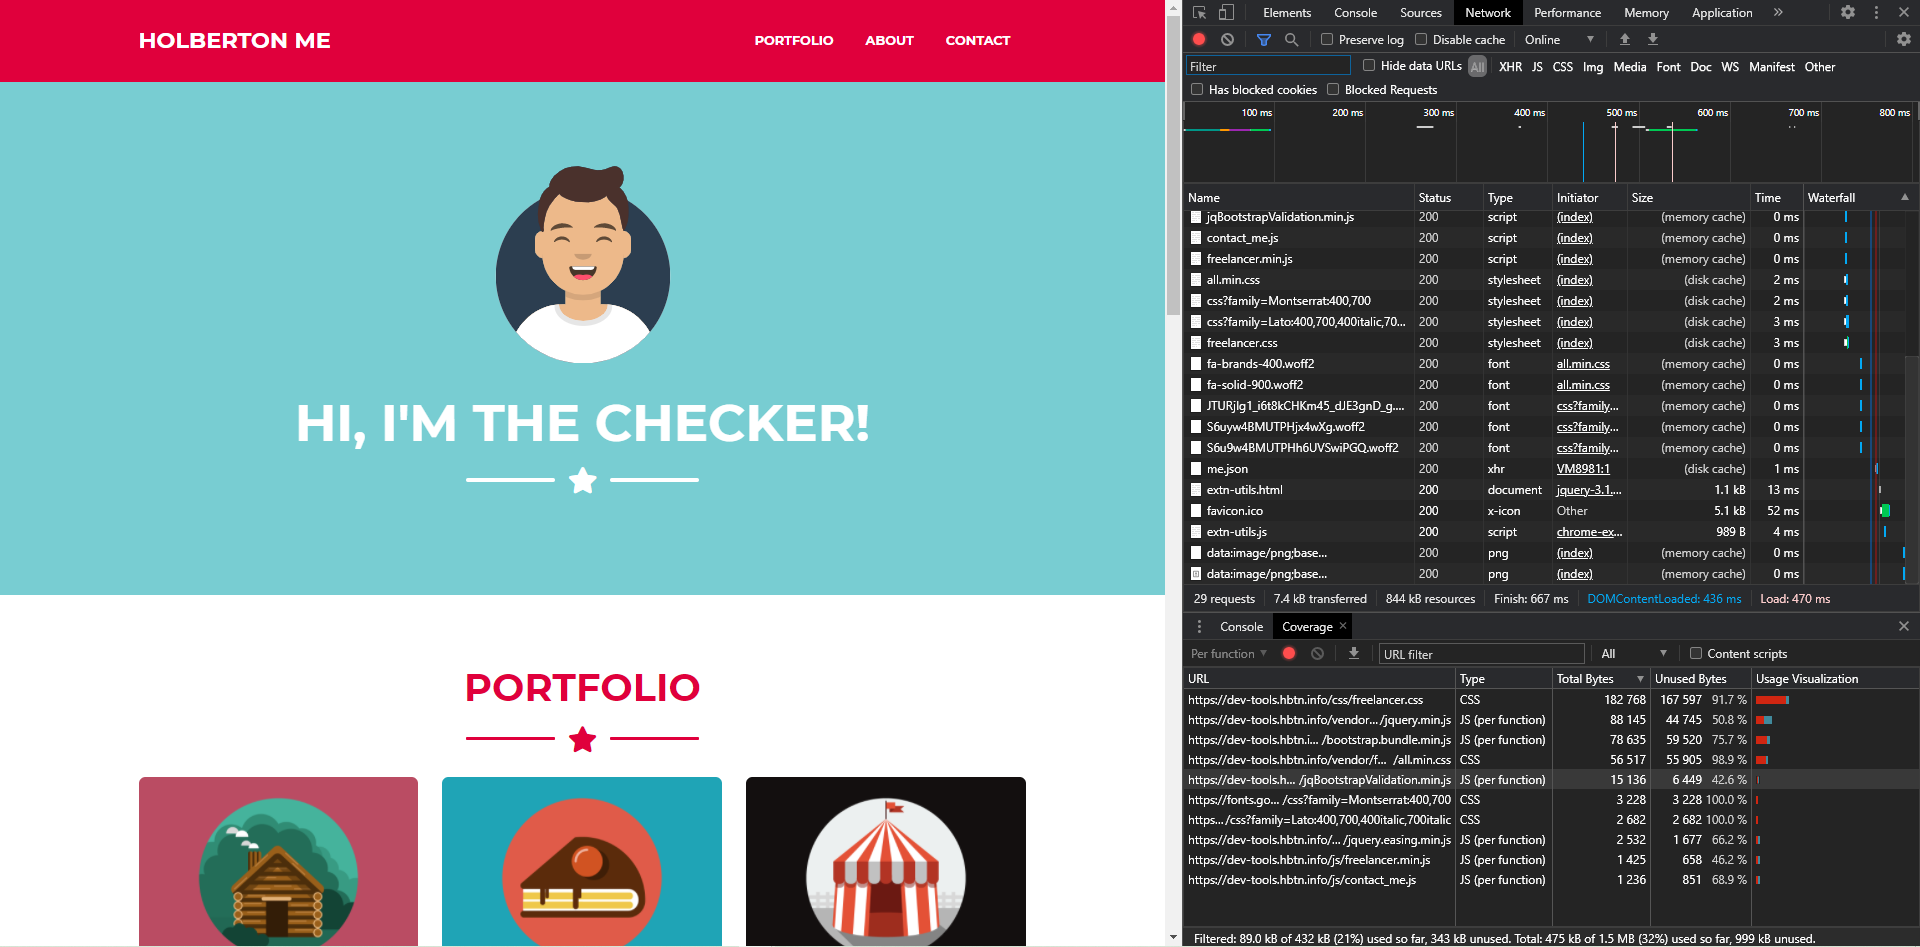 HOLBERTON ME
PORTFOLIO ABOUT CONTACT
HI, I'M THE CHECKER!
PORTFOLIO
Elements Console Sources Network Performance Memory Application »
Preserve log Disable cache Online
Filter Hide data URLs All XHR JS CSS Img Media Font Doc WS Manifest Other
Has blocked cookies Blocked Requests
100 ms 200 ms 300 ms 400 ms 500 ms 600 ms 700 ms 800 ms
Name Status Type Initiator Size Time Waterfall
jqBootstrapValidation.min.js 200 script (index) (memory cache) 0 ms
contact_me.js 200 script (index) (memory cache) 0 ms
freelancer.min.js 200 script (index) (memory cache) 0 ms
all.min.css 200 stylesheet (index) (disk cache) 2 ms
css?family=Montserrat:400,700 200 stylesheet (index) (disk cache) 2 ms
css?family=Lato:400,700,400italic,70... 200 stylesheet (index) (disk cache) 3 ms
freelancer.css 200 stylesheet (index) (disk cache) 3 ms
fa-brands-400.woff2 200 font all.min.css (memory cache) 0 ms
fa-solid-900.woff2 200 font all.min.css (memory cache) 0 ms
JTURjIg1_i6t8kCHKm45_dJE3gnD_g.... 200 font css?family... (memory cache) 0 ms
S6uyw4BMUTPHjx4wXg.woff2 200 font css?family... (memory cache) 0 ms
S6u9w4BMUTPHh6UVSwiPGQ.woff2 200 font css?family... (memory cache) 0 ms
me.json 200 xhr VM8981:1 (disk cache) 1 ms
extn-utils.html 200 document jquery-3.1.... 1.1 kB 13 ms
favicon.ico 200 x-icon Other 5.1 kB 52 ms
extn-utils.js 200 script chrome-ex... 989 B 4 ms
data:image/png;base... 200 png (index) (memory cache) 0 ms
data:image/png;base... 200 png (index) (memory cache) 0 ms
29 requests 7.4 kB transferred 844 kB resources Finish: 667 ms DOMContentLoaded: 436 ms Load: 470 ms
Console Coverage
Per function URL filter All Content scripts
URL Type Total Bytes Unused Bytes Usage Visualization
https://dev-tools.hbtn.info/css/freelancer.css CSS 182 768 167 597 91.7 %
https://dev-tools.hbtn.info/vendor... /jquery.min.js JS (per function) 88 145 44 745 50.8 %
https://dev-tools.hbtn.i... /bootstrap.bundle.min.js JS (per function) 78 635 59 520 75.7 %
https://dev-tools.hbtn.info/vendor/f... /all.min.css CSS 56 517 55 905 98.9 %
https://dev-tools.h... /jqBootstrapValidation.min.js JS (per function) 15 136 6 449 42.6 %
https://fonts.go... /css?family=Montserrat:400,700 CSS 3 228 3 228 100.0 %
https... /css?family=Lato:400,700,400italic,700italic CSS 2 682 2 682 100.0 %
https://dev-tools.hbtn.info/... /jquery.easing.min.js JS (per function) 2 532 1 677 66.2 %
https://dev-tools.hbtn.info/js/freelancer.min.js JS (per function) 1 425 658 46.2 %
https://dev-tools.hbtn.info/js/contact_me.js JS (per function) 1 236 851 68.9 %
Filtered: 89.0 kB of 432 kB (21%) used so far, 343 kB unused. Total: 475 kB of 1.5 MB (32%) used so far, 999 kB unused.